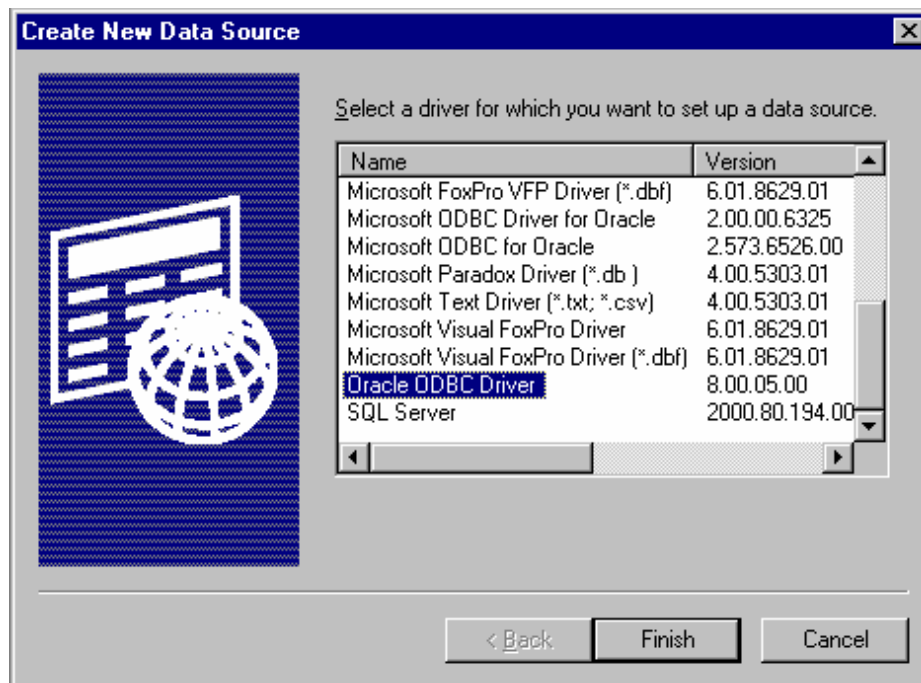 Create New Data Source
Select a driver for which you want to set up a data source.
Name Version
Microsoft FoxPro VFP Driver (*.dbf) 6.01.8629.01
Microsoft ODBC Driver for Oracle 2.00.00.6325
Microsoft ODBC for Oracle 2.573.6526.00
Microsoft Paradox Driver (*.db ) 4.00.5303.01
Microsoft Text Driver (*.txt; *.csv) 4.00.5303.01
Microsoft Visual FoxPro Driver 6.01.8629.01
Microsoft Visual FoxPro Driver (*.dbf) 6.01.8629.01
Oracle ODBC Driver 8.00.05.00
SQL Server 2000.80.194.00
< Back Finish Cancel